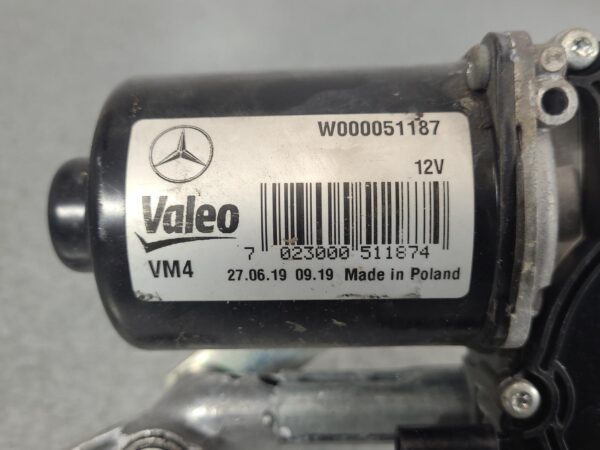 W000051187
12V
Valeo
7 023000 511874
VM4
27.06.19 09.19 Made in Poland